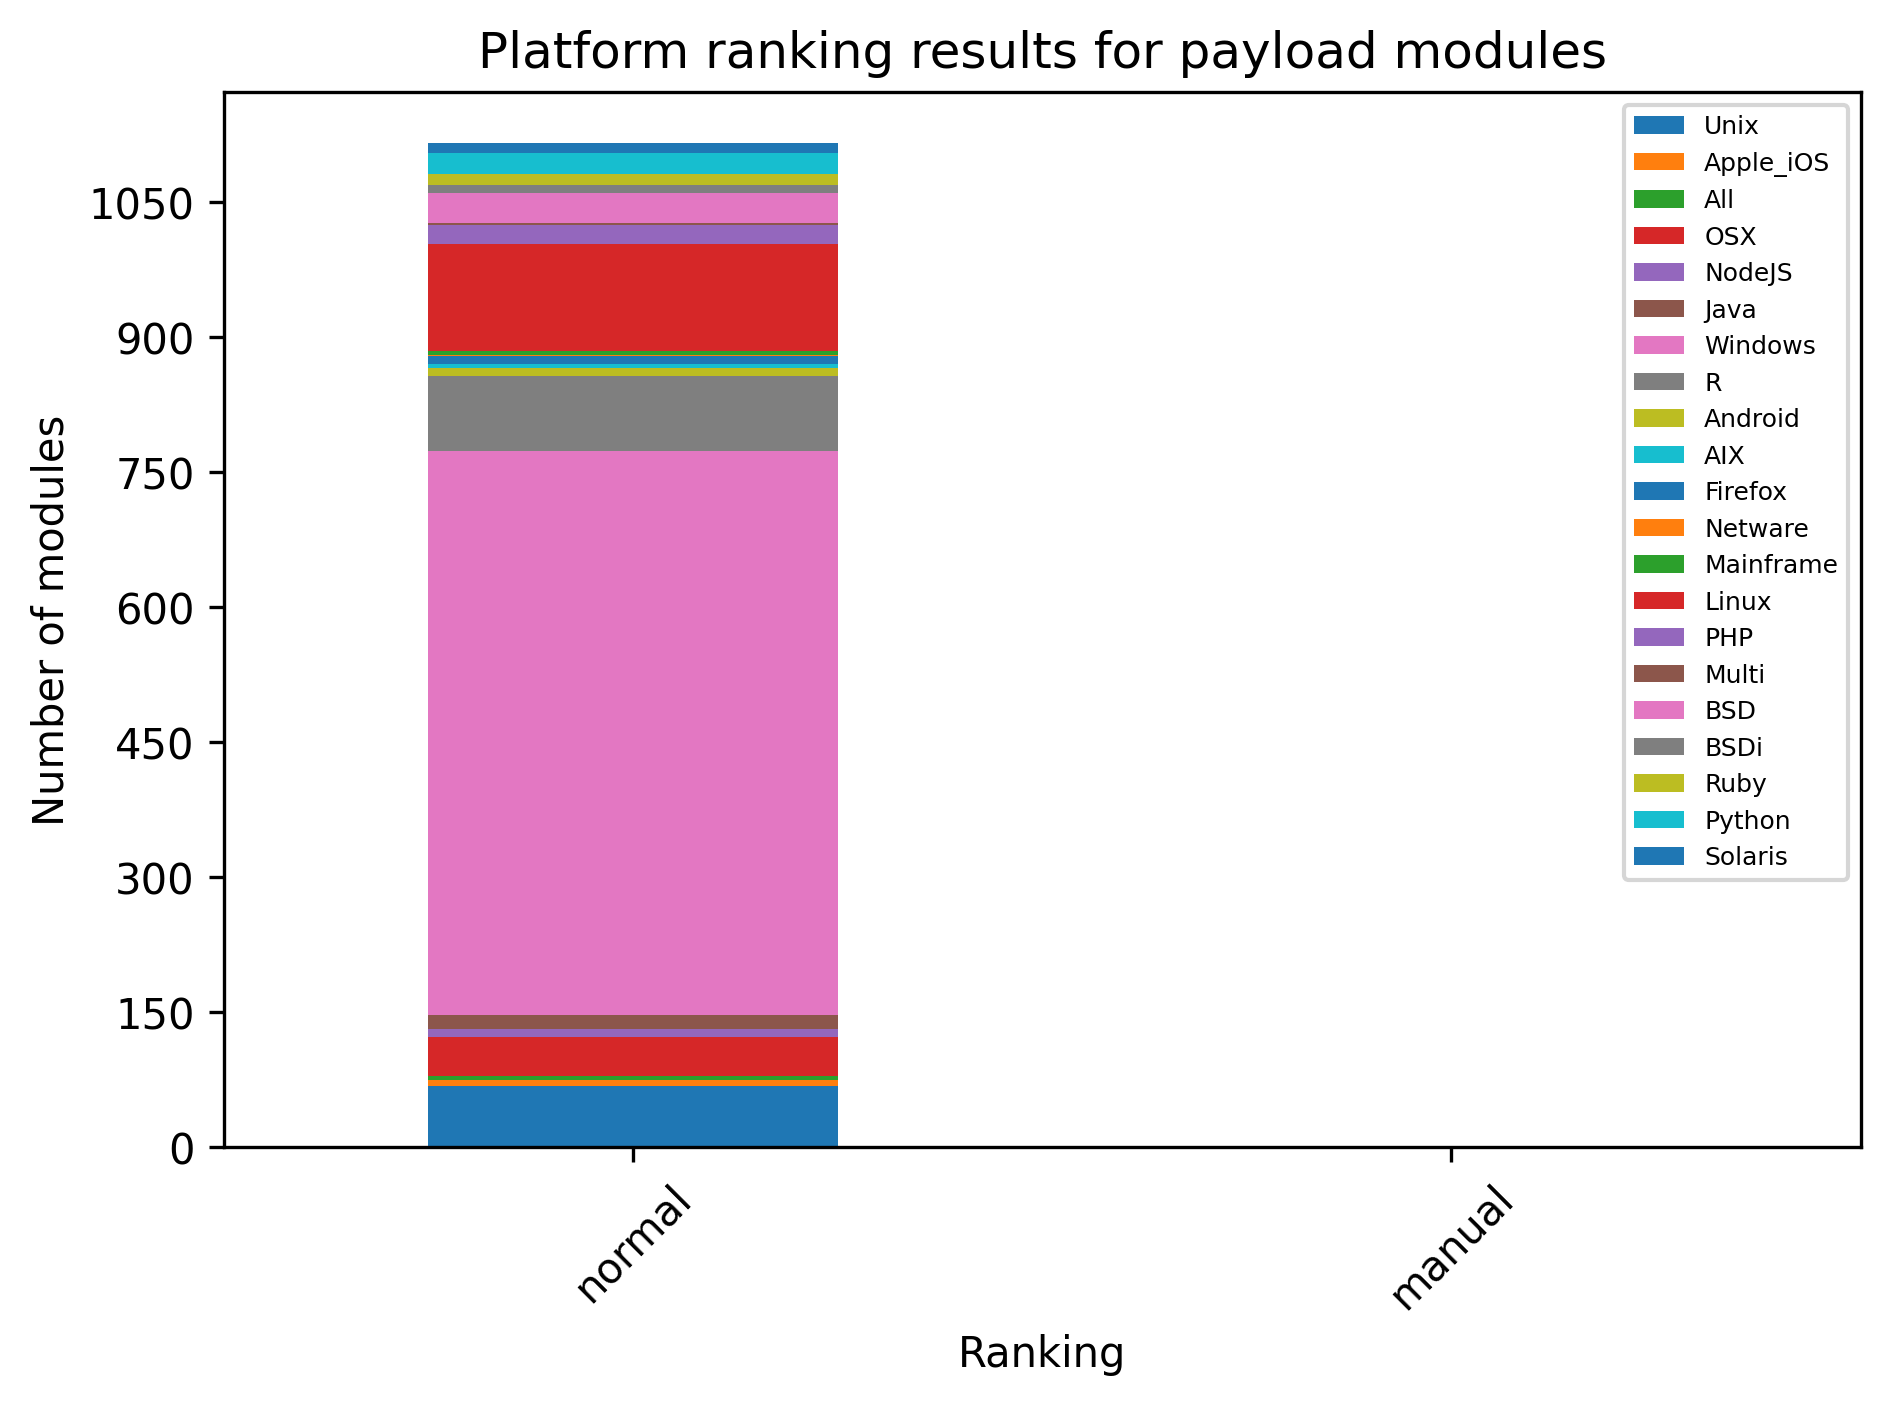 Platform ranking results for payload modules
Number of modules
1050
900
750
600
450
300
150
0
Unix
Apple_iOS
All
OSX
NodeJS
Java
Windows
R
Android
AIX
Firefox
Netware
Mainframe
Linux
PHP
Multi
BSD
BSDi
Ruby
Python
Solaris
normal
manual
Ranking